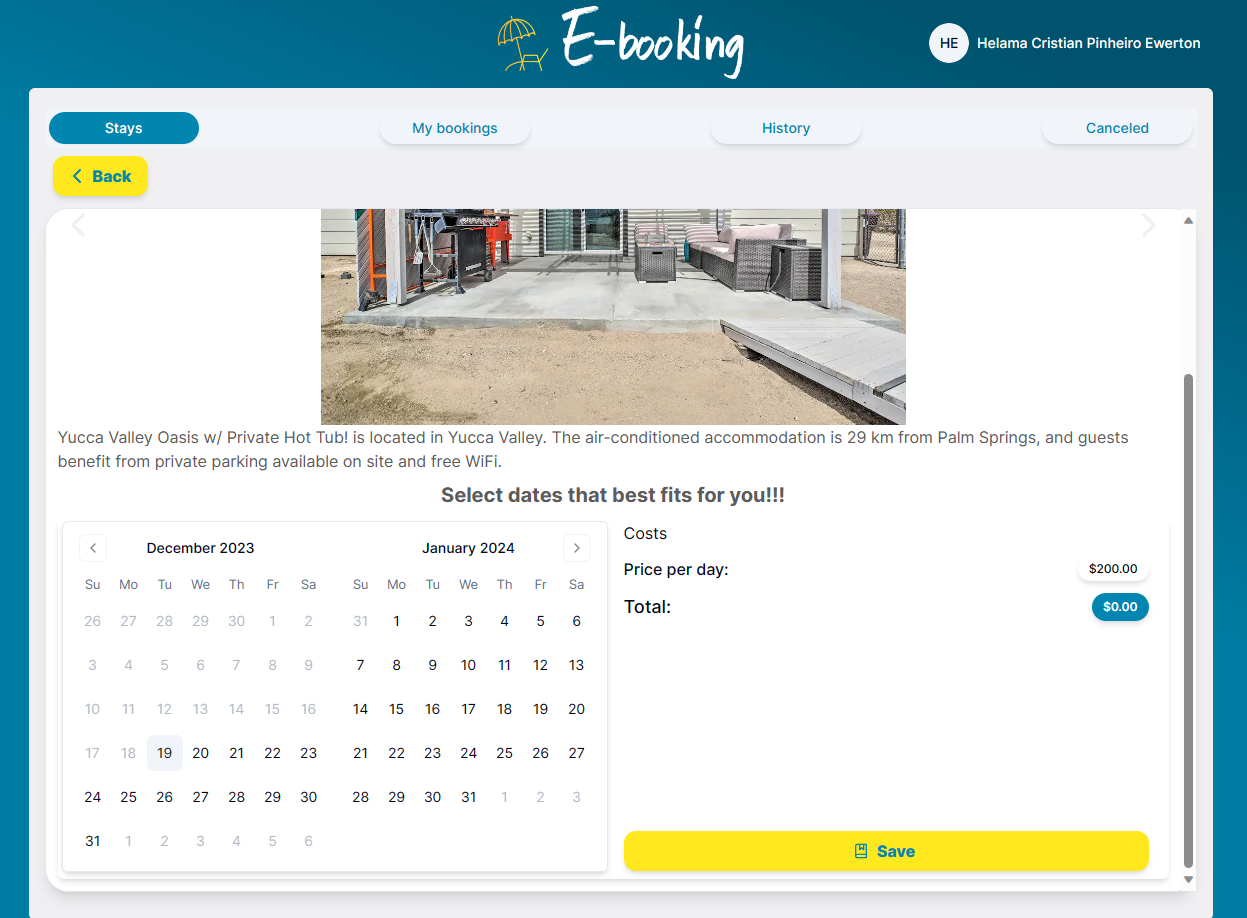 E-booking
HE Helama Cristian Pinheiro Ewerton
Stays My bookings History Canceled
Back
Yucca Valley Oasis w/ Private Hot Tub! is located in Yucca Valley. The air-conditioned accommodation is 29 km from Palm Springs, and guests
benefit from private parking available on site and free WiFi.
Select dates that best fits for you!!!
December 2023
Su Mo Tu We Th Fr Sa
26 27 28 29 30 1 2
3 4 5 6 7 8 9
10 11 12 13 14 15 16
17 18 19 20 21 22 23
24 25 26 27 28 29 30
31 1 2 3 4 5 6
January 2024
Su Mo Tu We Th Fr Sa
31 1 2 3 4 5 6
7 8 9 10 11 12 13
14 15 16 17 18 19 20
21 22 23 24 25 26 27
28 29 30 31 1 2 3
Costs
Price per day: $200.00
Total: $0.00
Save